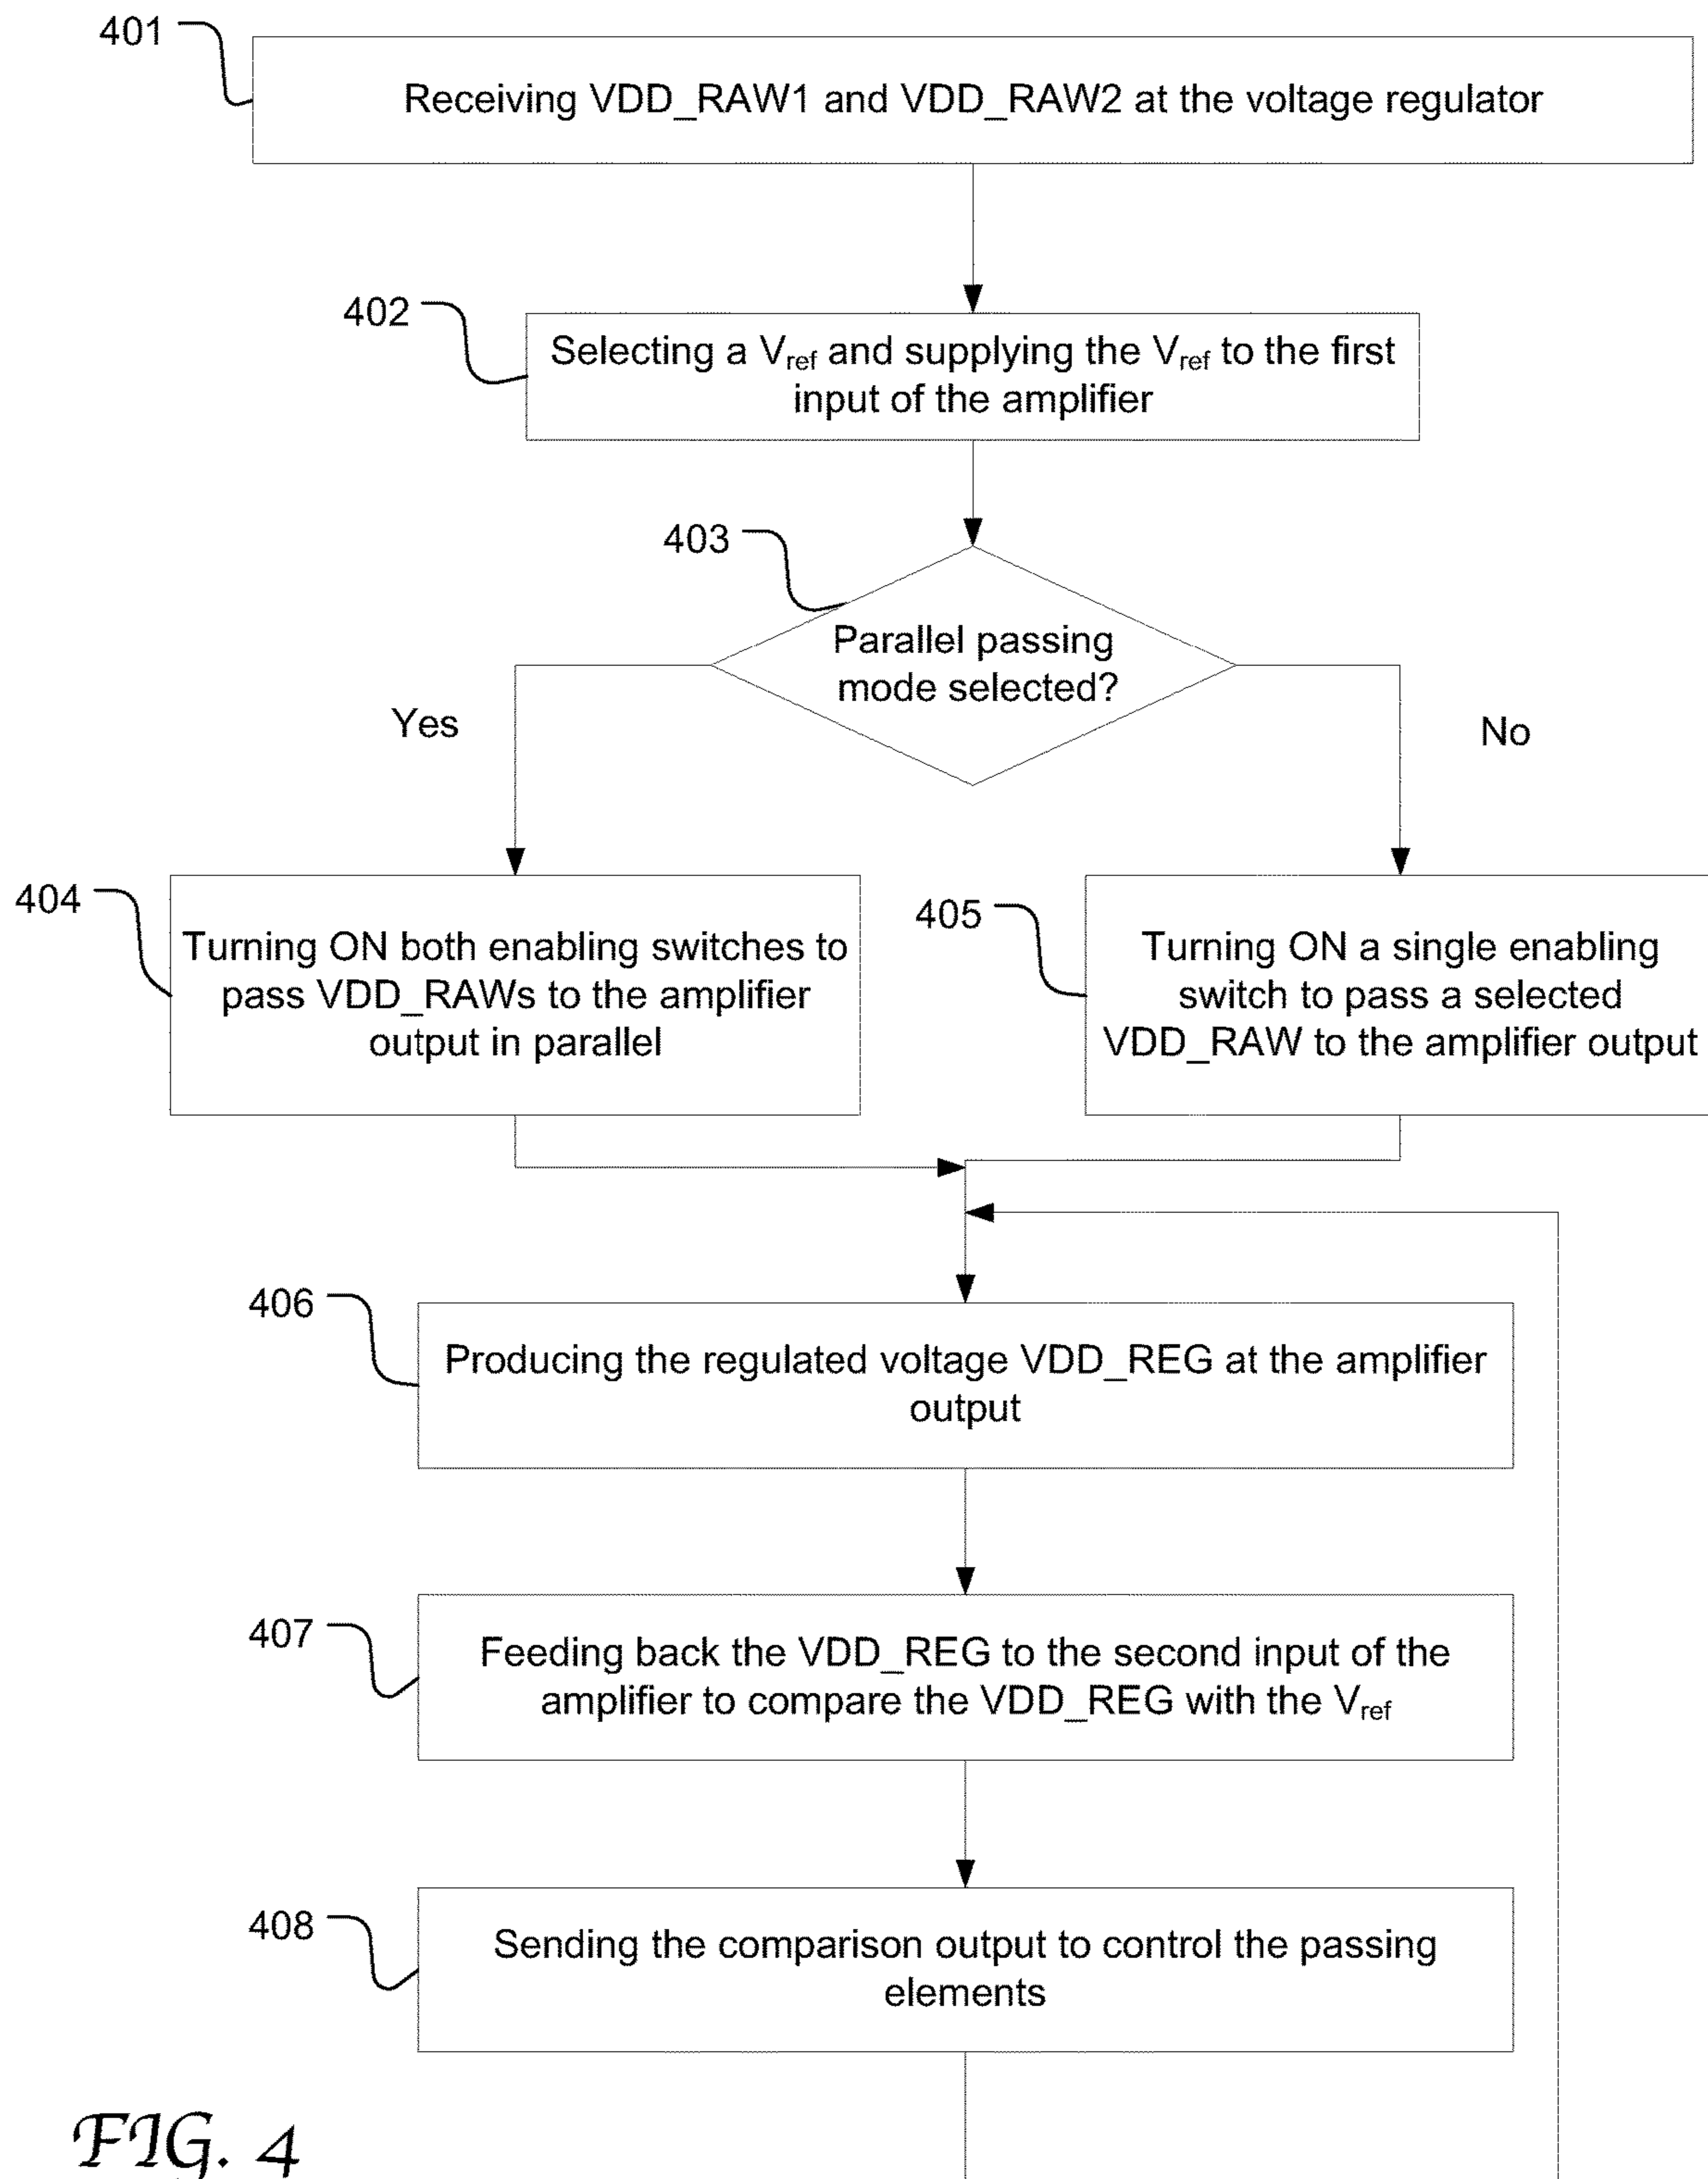 401
Receiving VDD_RAW1 and VDD_RAW2 at the voltage regulator
402
Selecting a Vref and supplying the Vref to the first
input of the amplifier
403
Parallel passing
mode selected?
Yes
No
404
Turning ON both enabling switches to
pass VDD_RAWs to the amplifier
output in parallel
405
Turning ON a single enabling
switch to pass a selected
VDD_RAW to the amplifier output
406
Producing the regulated voltage VDD_REG at the amplifier
output
407
Feeding back the VDD_REG to the second input of the
amplifier to compare the VDD_REG with the Vref
408
Sending the comparison output to control the passing
elements
FIG. 4